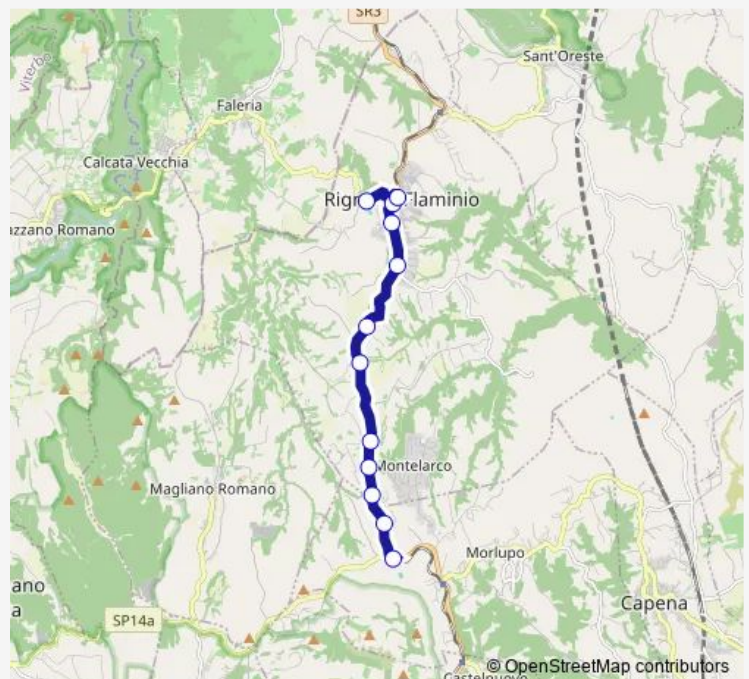 SR3
Sant'Oreste
Viterbo
Faleria
Calcata Vecchia
Rign Flaminio
azzano Romano
Montelarco
Magliano Romano
Morlupo
ano
a
Capena
SP14a
© OpenStreetMap contributors
Castelnuovo